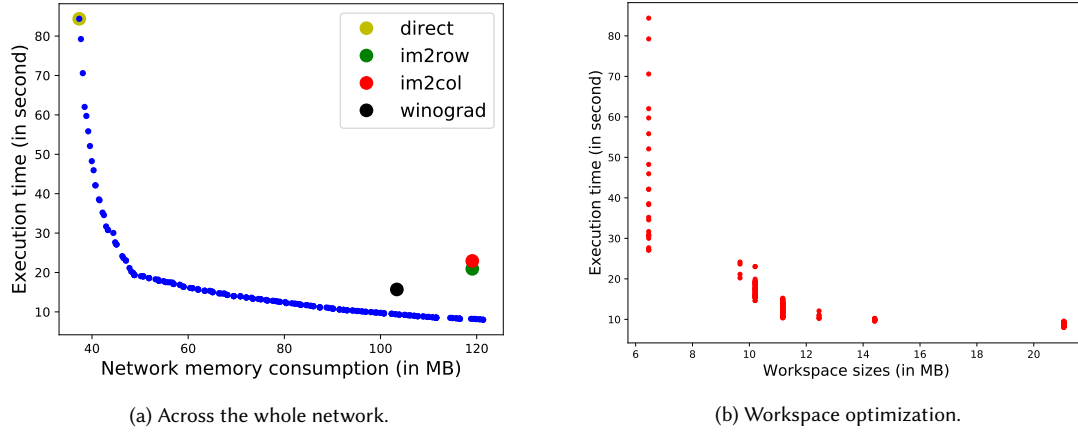 direct
im2row
im2col
winograd
80
70
60
50
40
30
20
10
40
60
80
100
120
Execution time (in second)
Network memory consumption (in MB)
(a) Across the whole network.
80
70
60
50
40
30
20
10
6
8
10
12
14
16
18
20
Execution time (in second)
Workspace sizes (in MB)
(b) Workspace optimization.